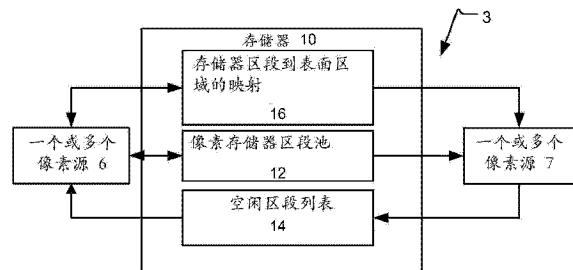 3
存储器 10
存储器区段到表面区
域的映射
16
一个或多个
像素源 6
像素存储器区段池
12
一个或多个
像素源 7
空闲区段列表
14